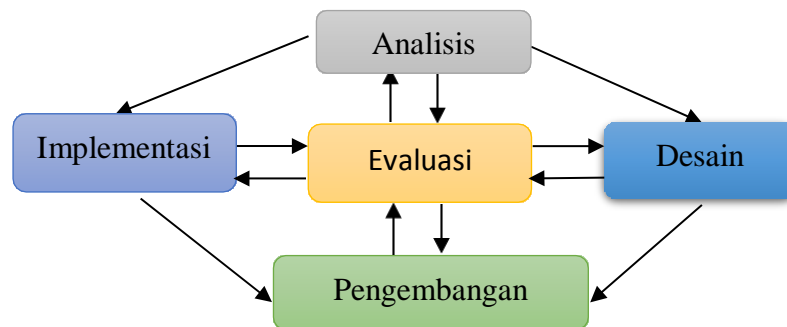 Analisis
Implementasi
Evaluasi
Desain
Pengembangan